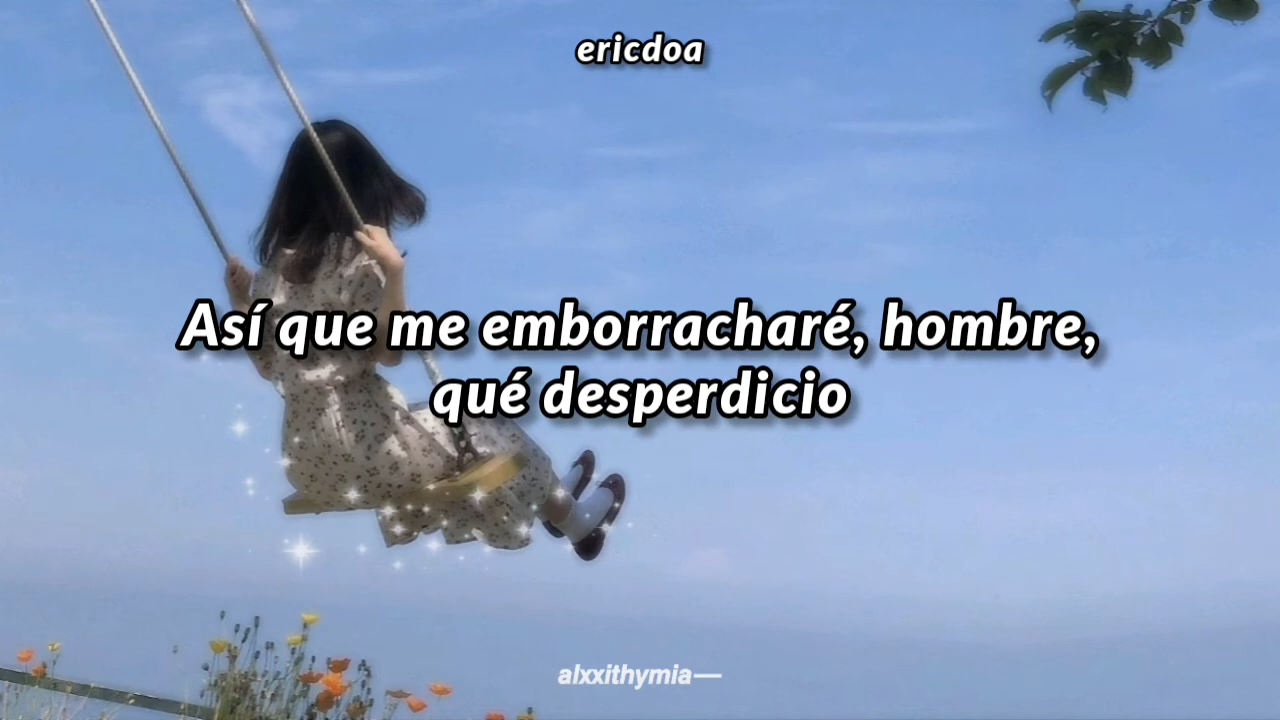 ericdoa
Así que me emborracharé, hombre,
qué desperdicio
alxxithymia—